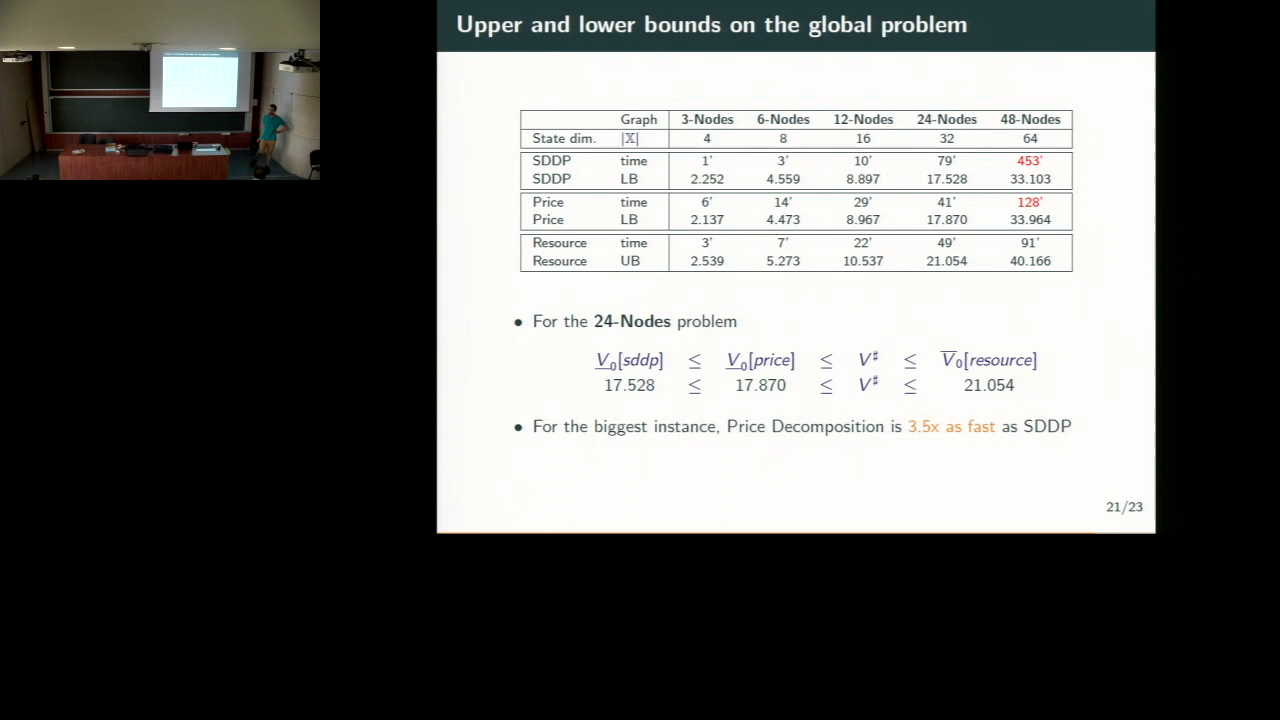 Upper and lower bounds on the global problem
Graph 3-Nodes 6-Nodes 12-Nodes 24-Nodes 48-Nodes
State dim. |𝕏| 4 8 16 32 64
SDDP time 1' 3' 10' 79' 453'
SDDP LB 2.252 4.559 8.897 17.528 33.103
Price time 6' 14' 29' 41' 128'
Price LB 2.137 4.473 8.967 17.870 33.964
Resource time 3' 7' 22' 49' 91'
Resource UB 2.539 5.273 10.537 21.054 40.166
• For the 24-Nodes problem
V̲₀[sddp] ≤ V̲₀[price] ≤ V♯ ≤ V̅₀[resource]
17.528 ≤ 17.870 ≤ V♯ ≤ 21.054
• For the biggest instance, Price Decomposition is 3.5x as fast as SDDP
21/23